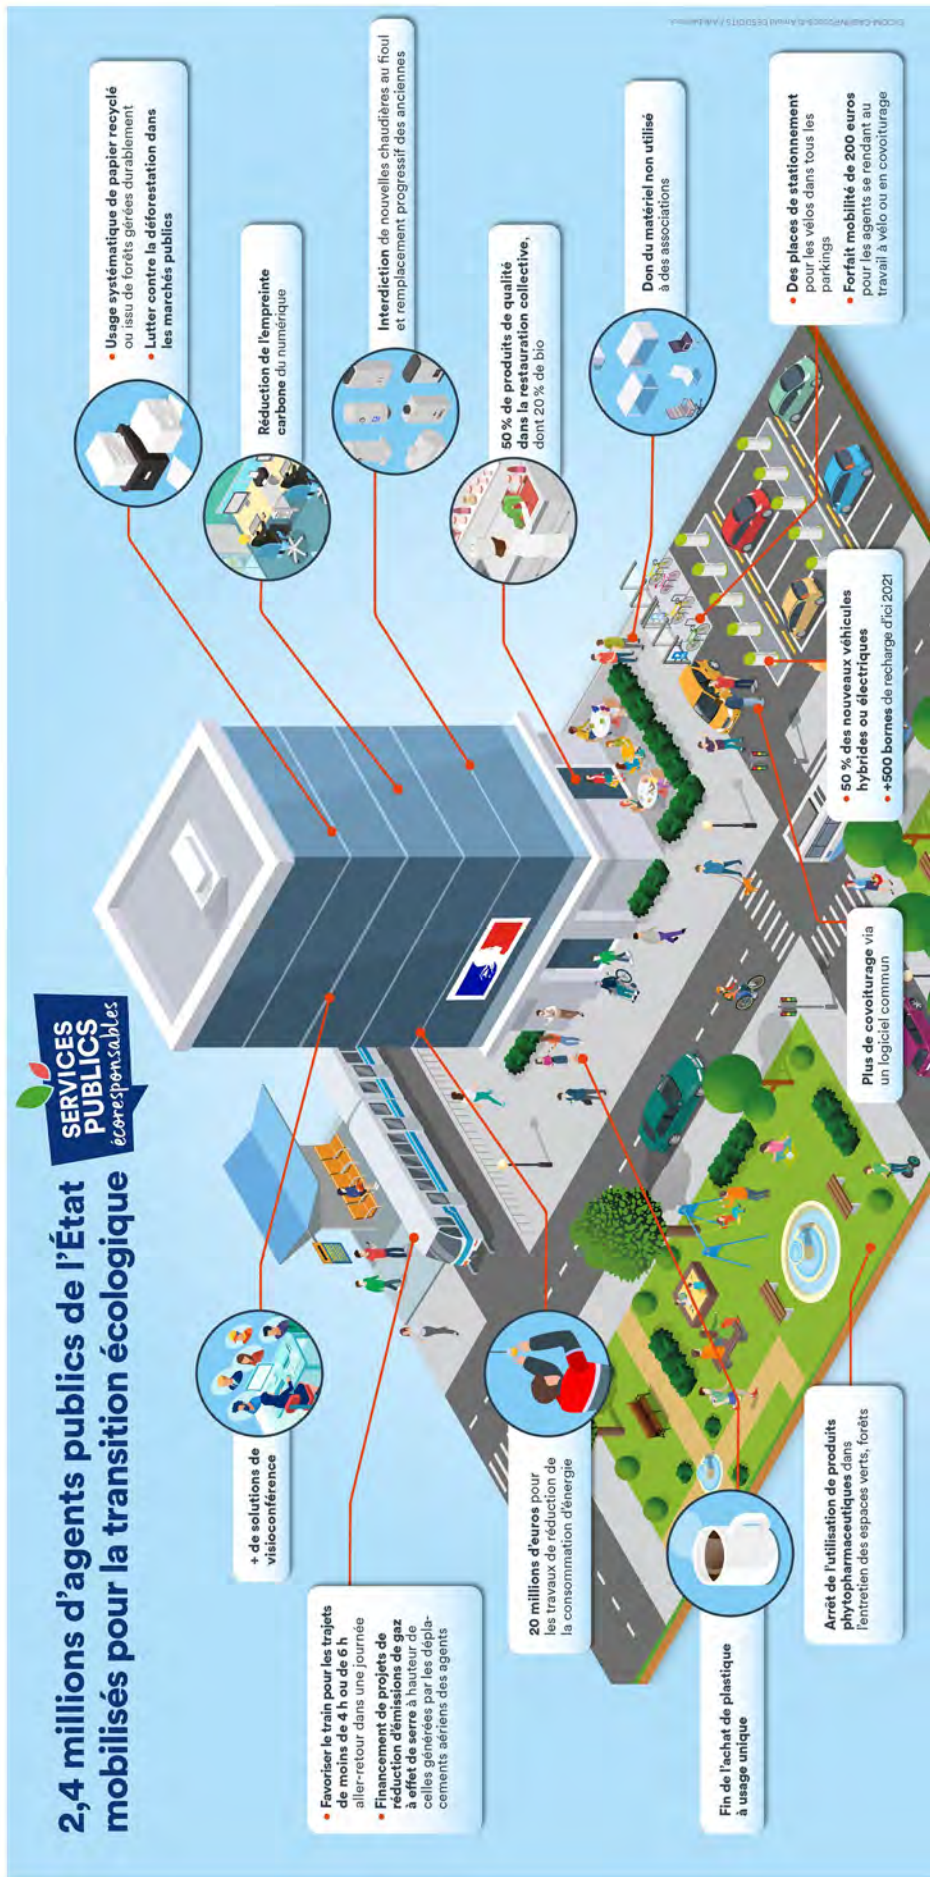 2,4 millions d'agents publics de l'État
mobilisés pour la transition écologique
SERVICES
PUBLICS
écoresponsables
+ de solutions de
visioconférence
• Favoriser le train pour les trajets
de moins de 4 h ou de 6 h
aller-retour dans une journée
• Financement de projets de
réduction d'émissions de gaz
à effet de serre à hauteur de
celles générées par les dépla-
cements aériens des agents
20 millions d'euros pour
les travaux de réduction de
la consommation d'énergie
Fin de l'achat de plastique
à usage unique
Arrêt de l'utilisation de produits
phytopharmaceutiques dans
l'entretien des espaces verts, forêts
• Usage systématique de papier recyclé
ou issu de forêts gérées durablement
• Lutter contre la déforestation dans
les marchés publics
Réduction de l'empreinte
carbone du numérique
Interdiction de nouvelles chaudières au fioul
et remplacement progressif des anciennes
50 % de produits de qualité
dans la restauration collective,
dont 20 % de bio
Don du matériel non utilisé
à des associations
• Des places de stationnement
pour les vélos dans tous les
parkings
• Forfait mobilité de 200 euros
pour les agents se rendant au
travail à vélo ou en covoiturage
• 50 % des nouveaux véhicules
hybrides ou électriques
• +500 bornes de recharge d'ici 2021
Plus de covoiturage via
un logiciel commun